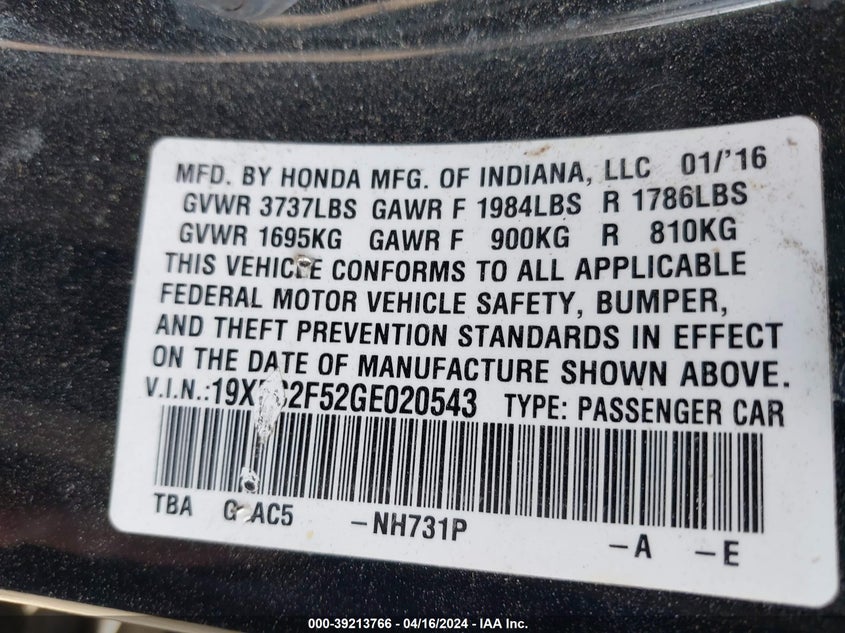 MFD. BY HONDA MFG. OF INDIANA, LLC 01/'16
GVWR 3737LBS GAWR F 1984LBS R 1786LBS
GVWR 1695KG GAWR F 900KG R 810KG
THIS VEHICLE CONFORMS TO ALL APPLICABLE
FEDERAL MOTOR VEHICLE SAFETY, BUMPER,
AND THEFT PREVENTION STANDARDS IN EFFECT
ON THE DATE OF MANUFACTURE SHOWN ABOVE.
V.I.N.: TYPE: PASSENGER CAR
TBA -NH731P
-A -E
000-39213766 - 04/16/2024 - IAA Inc.